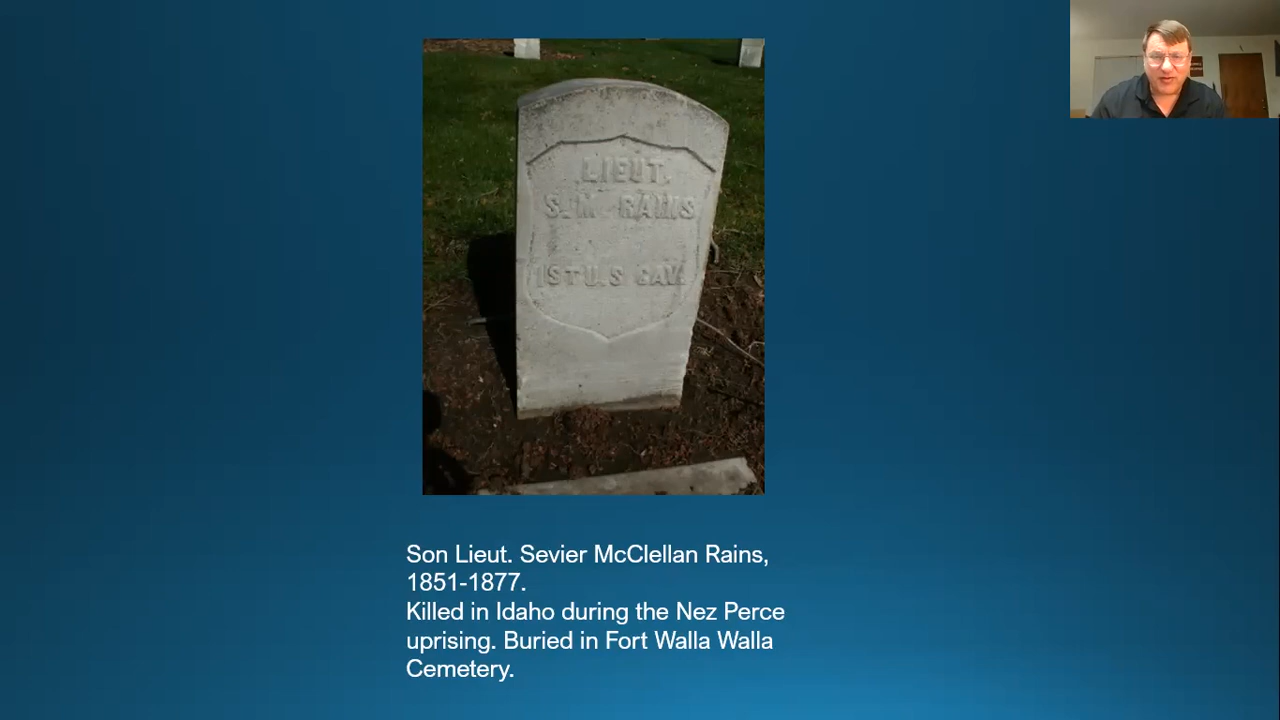 LIEUT.
S. M. RAINS
1ST U.S. CAV.
Son Lieut. Sevier McClellan Rains,
1851-1877.
Killed in Idaho during the Nez Perce
uprising. Buried in Fort Walla Walla
Cemetery.